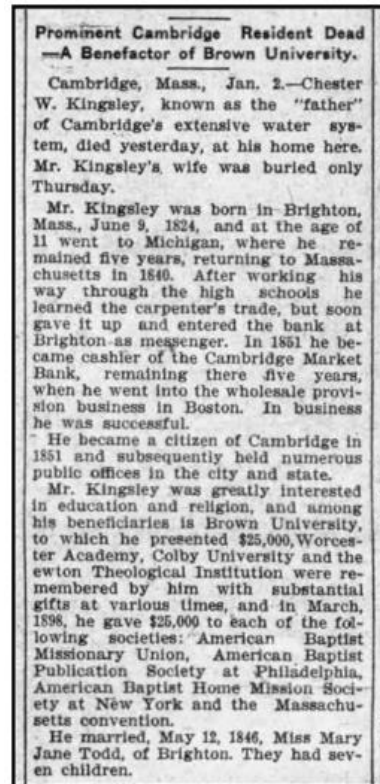 Prominent Cambridge Resident Dead
—A Benefactor of Brown University.
Cambridge, Mass., Jan. 2.—Chester
W. Kingsley, known as the "father"
of Cambridge's extensive water sys-
tem, died yesterday, at his home here.
Mr. Kingsley's wife was buried only
Thursday.
Mr. Kingsley was born in Brighton,
Mass., June 9, 1824, and at the age of
11 went to Michigan, where he re-
mained five years, returning to Massa-
chusetts in 1840. After working his
way through the high schools he
learned the carpenter's trade, but soon
gave it up and entered the bank at
Brighton as messenger. In 1851 he be-
came cashier of the Cambridge Market
Bank, remaining there five years,
when he went into the wholesale provi-
sion business in Boston. In business
he was successful.
He became a citizen of Cambridge in
1851 and subsequently held numerous
public offices in the city and state.
Mr. Kingsley was greatly interested
in education and religion, and among
his beneficiaries is Brown University,
to which he presented $25,000, Worces-
ter Academy, Colby University and the
ewton Theological Institution were re-
membered by him with substantial
gifts at various times, and in March,
1898, he gave $25,000 to each of the fol-
lowing societies: American Baptist
Missionary Union, American Baptist
Publication Society at Philadelphia,
American Baptist Home Mission Soci-
ety at New York and the Massachu-
setts convention.
He married, May 12, 1846, Miss Mary
Jane Todd, of Brighton. They had sev-
en children.